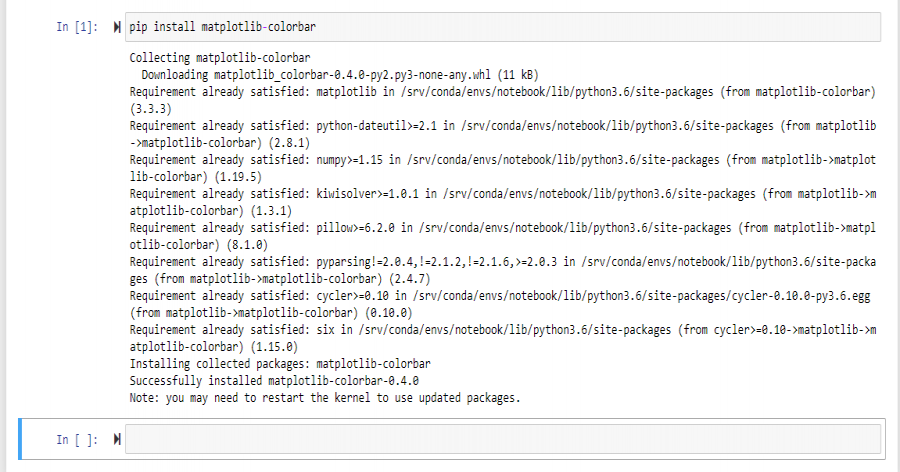 In [1]: pip install matplotlib-colorbar
Collecting matplotlib-colorbar
Downloading matplotlib_colorbar-0.4.0-py2.py3-none-any.whl (11 kB)
Requirement already satisfied: matplotlib in /srv/conda/envs/notebook/lib/python3.6/site-packages (from matplotlib-colorbar)
(3.3.3)
Requirement already satisfied: python-dateutil>=2.1 in /srv/conda/envs/notebook/lib/python3.6/site-packages (from matplotlib
->matplotlib-colorbar) (2.8.1)
Requirement already satisfied: numpy>=1.15 in /srv/conda/envs/notebook/lib/python3.6/site-packages (from matplotlib->matplot
lib-colorbar) (1.19.5)
Requirement already satisfied: kiwisolver>=1.0.1 in /srv/conda/envs/notebook/lib/python3.6/site-packages (from matplotlib->m
atplotlib-colorbar) (1.3.1)
Requirement already satisfied: pillow>=6.2.0 in /srv/conda/envs/notebook/lib/python3.6/site-packages (from matplotlib->matpl
otlib-colorbar) (8.1.0)
Requirement already satisfied: pyparsing!=2.0.4,!=2.1.2,!=2.1.6,>=2.0.3 in /srv/conda/envs/notebook/lib/python3.6/site-packa
ges (from matplotlib->matplotlib-colorbar) (2.4.7)
Requirement already satisfied: cycler>=0.10 in /srv/conda/envs/notebook/lib/python3.6/site-packages/cycler-0.10.0-py3.6.egg
(from matplotlib->matplotlib-colorbar) (0.10.0)
Requirement already satisfied: six in /srv/conda/envs/notebook/lib/python3.6/site-packages (from cycler>=0.10->matplotlib->m
atplotlib-colorbar) (1.15.0)
Installing collected packages: matplotlib-colorbar
Successfully installed matplotlib-colorbar-0.4.0
Note: you may need to restart the kernel to use updated packages.
In [ ]: